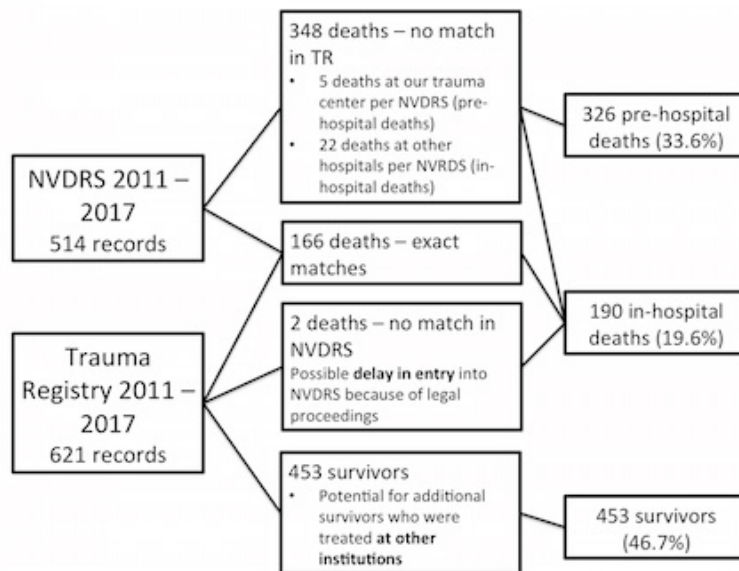 348 deaths – no match
in TR
• 5 deaths at our trauma
center per NVDRS (pre-
hospital deaths)
• 22 deaths at other
hospitals per NVRDS (in-
hospital deaths)
326 pre-hospital
deaths (33.6%)
NVDRS 2011 –
2017
514 records
166 deaths – exact
matches
2 deaths – no match in
NVDRS
Possible delay in entry into
NVDRS because of legal
proceedings
190 in-hospital
deaths (19.6%)
Trauma
Registry 2011 –
2017
621 records
453 survivors
• Potential for additional
survivors who were
treated at other
institutions
453 survivors
(46.7%)